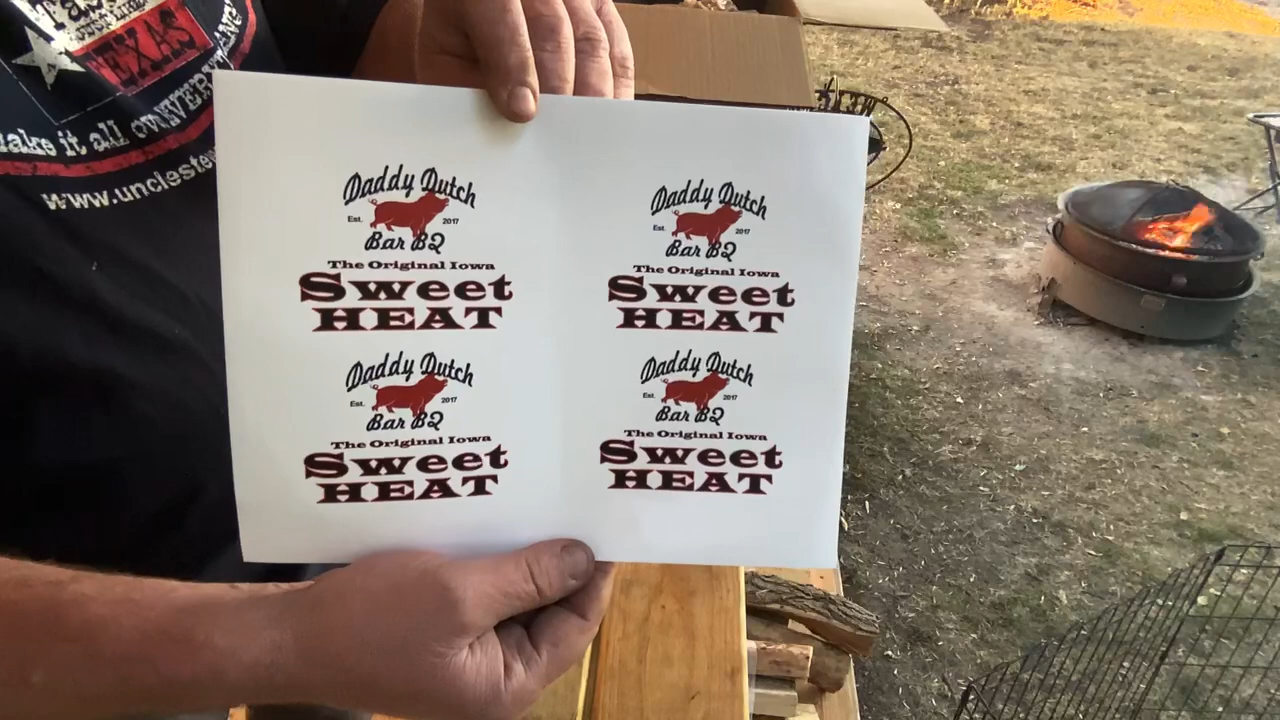 TEXAS
Make it all OVNVERYTHANG
www.uncleste
Daddy Dutch
Est. 2017
Bar BQ
The Original Iowa
Sweet
HEAT
Daddy Dutch
Est. 2017
Bar BQ
The Original Iowa
Sweet
HEAT
Daddy Dutch
Est. 2017
Bar BQ
The Original Iowa
Sweet
HEAT
Daddy Dutch
Est. 2017
Bar BQ
The Original Iowa
Sweet
HEAT